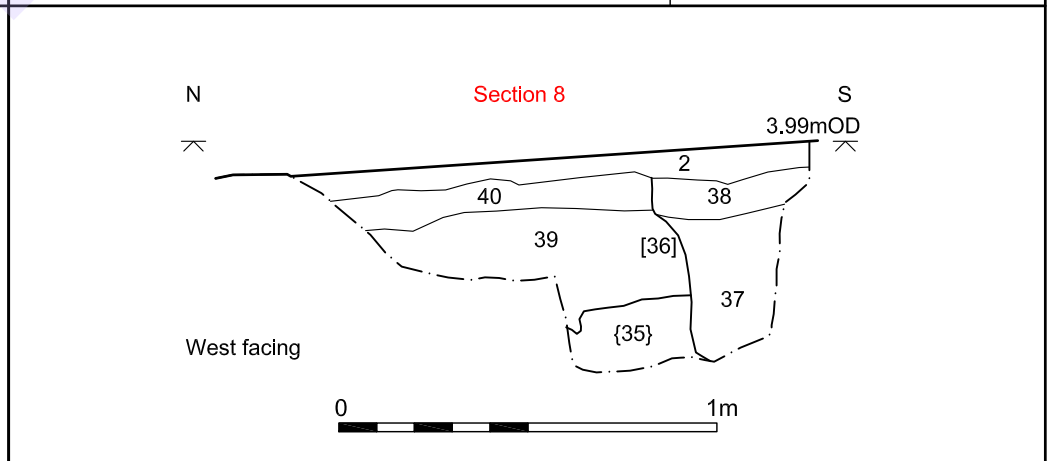 N Section 8 S
3.99mOD
2
40 38
39 [36]
37
{35}
West facing
0 1m